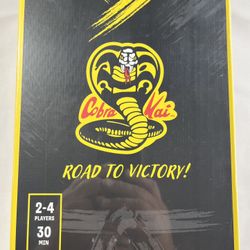 Cobra Kai
ROAD TO VICTORY!
2-4
PLAYERS
30
MIN